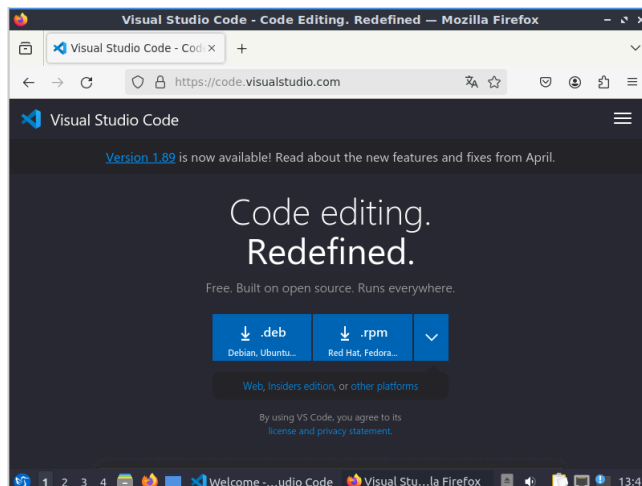 Visual Studio Code - Code Editing. Redefined — Mozilla Firefox
Visual Studio Code - Code
https://code.visualstudio.com
Visual Studio Code
Version 1.89 is now available! Read about the new features and fixes from April.
Code editing.
Redefined.
Free. Built on open source. Runs everywhere.
.deb .rpm
Debian, Ubuntu... Red Hat, Fedora...
Web, Insiders edition, or other platforms
By using VS Code, you agree to its
license and privacy statement.
1 2 3 4 Welcome -...udio Code Visual Stu...la Firefox 13:4